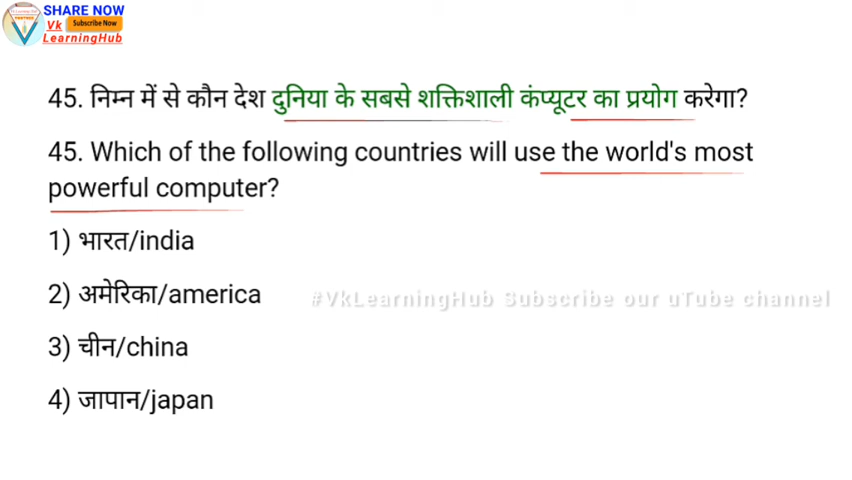 SHARE NOW
Vk Subscribe Now
LearningHub
45. निम्न में से कौन देश दुनिया के सबसे शक्तिशाली कंप्यूटर का प्रयोग करेगा?
45. Which of the following countries will use the world's most
powerful computer?
1) भारत/india
2) अमेरिका/america
#VkLearningHub Subscribe our uTube channel
3) चीन/china
4) जापान/japan